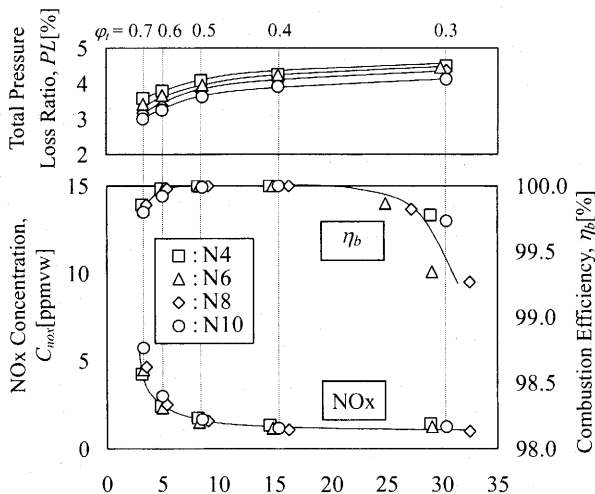 φt = 0.7 0.6 0.5 0.4 0.3
Total Pressure
Loss Ratio, PL[%]
5
4
3
2
NOx Concentration,
Cnox[ppmvw]
15
10
5
0
100.0
99.5
99.0
98.5
98.0
Combustion Efficiency, ηb[%]
ηb
: N4
: N6
: N8
: N10
NOx
0 5 10 15 20 25 30 35